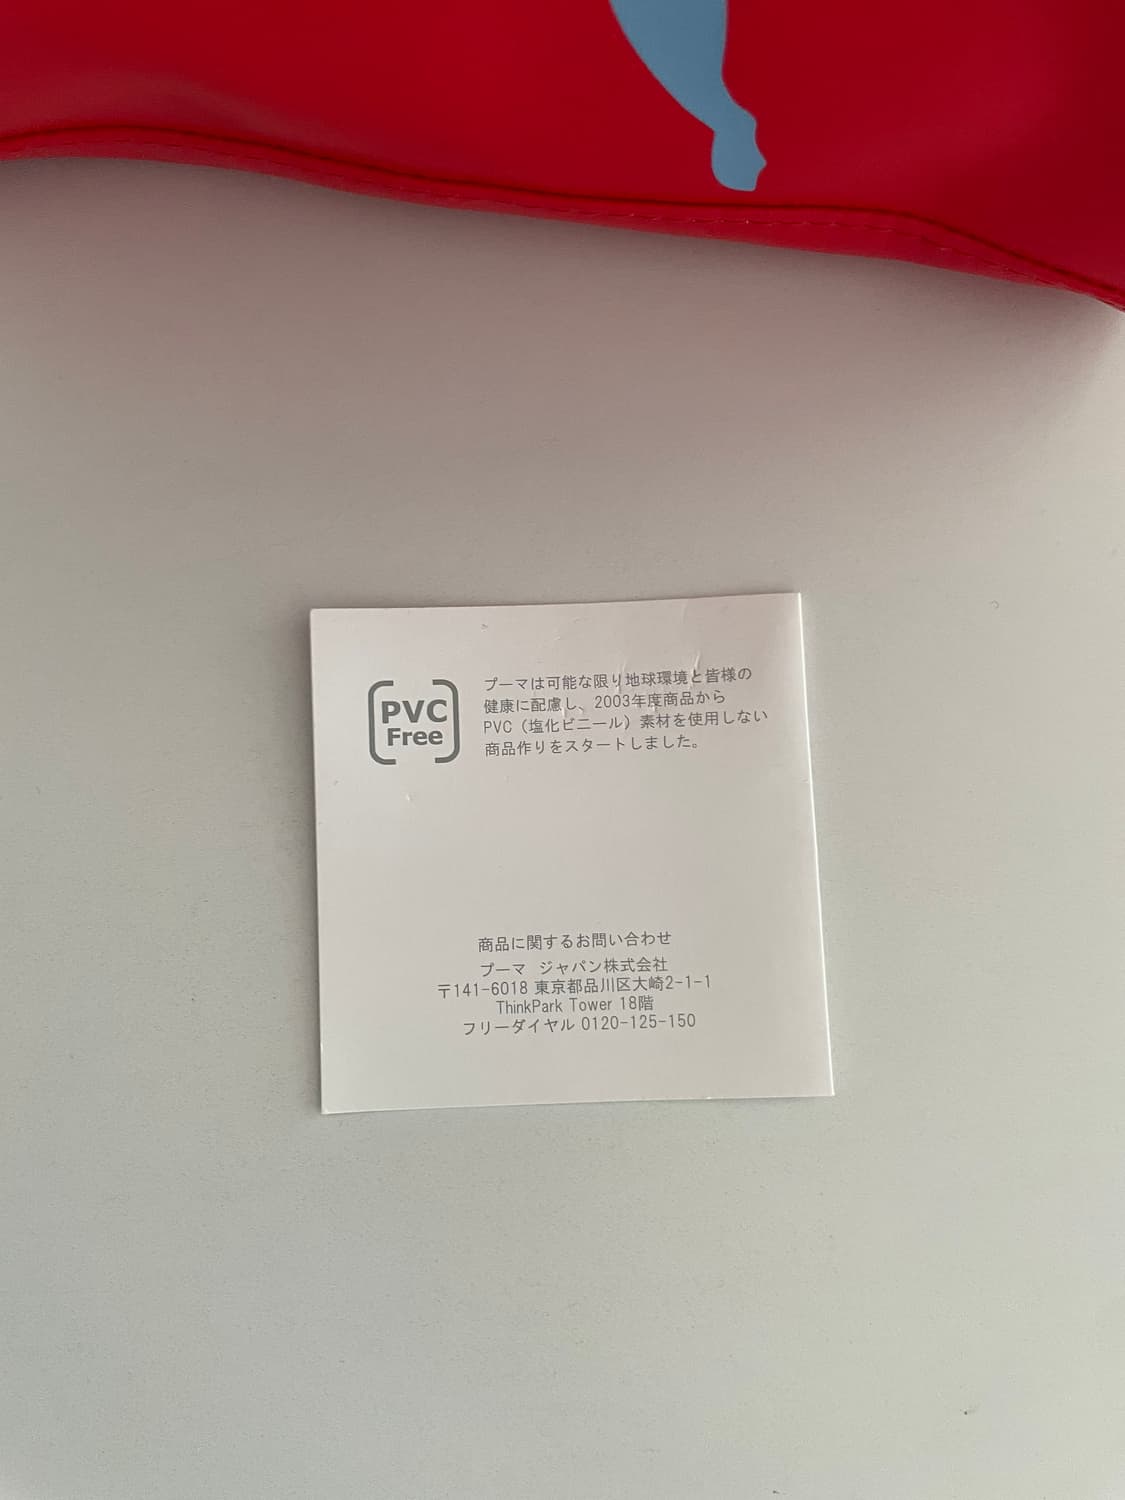 PVC
Free
プーマは可能な限り地球環境と皆様の
健康に配慮し、2003年度商品から
PVC（塩化ビニール）素材を使用しない
商品作りをスタートしました。
商品に関するお問い合わせ
プーマ ジャパン株式会社
〒141-6018 東京都品川区大崎2-1-1
ThinkPark Tower 18階
フリーダイヤル 0120-125-150